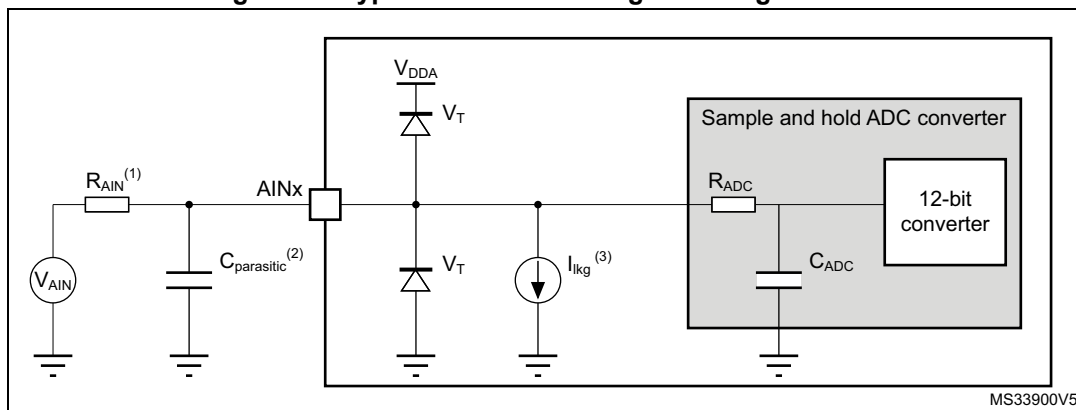 V_DDA
V_T
Sample and hold ADC converter
R_AIN^(1)
AINx
R_ADC
12-bit
converter
C_parasitic^(2)
V_T
I_lkg^(3)
C_ADC
V_AIN
MS33900V5